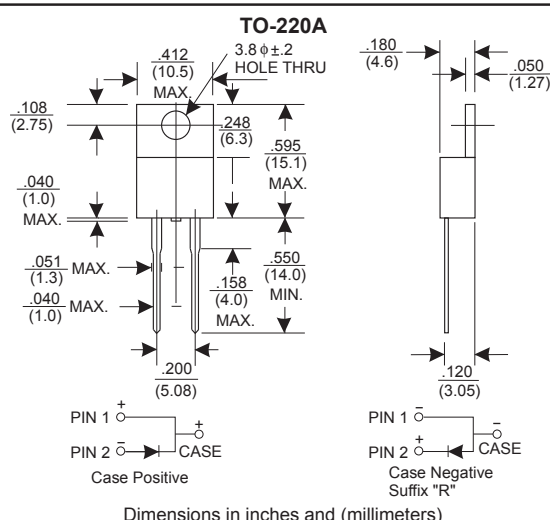 TO-220A
.412
(10.5)
MAX.
3.8 ϕ±.2
HOLE THRU
.180
(4.6)
.050
(1.27)
.108
(2.75)
.248
(6.3)
.595
(15.1)
MAX.
.040
(1.0)
MAX.
.051
(1.3)
MAX.
.040
(1.0)
MAX.
.158
(4.0)
MAX.
.550
(14.0)
MIN.
.200
(5.08)
.120
(3.05)
PIN 1 +
PIN 2 −
+
CASE
Case Positive
PIN 1 −
PIN 2 +
−
CASE
Case Negative
Suffix "R"
Dimensions in inches and (millimeters)